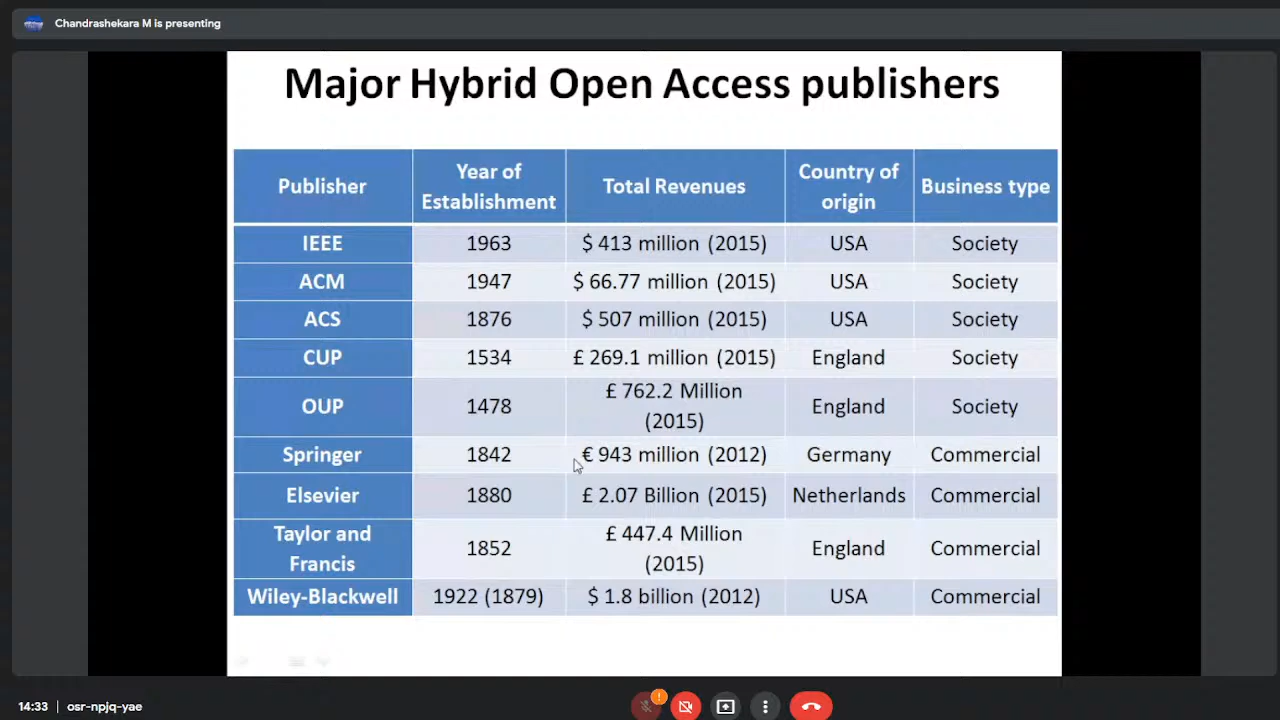 Chandrashekara M is presenting
Major Hybrid Open Access publishers
Publisher Year of Establishment Total Revenues Country of origin Business type
IEEE 1963 $ 413 million (2015) USA Society
ACM 1947 $ 66.77 million (2015) USA Society
ACS 1876 $ 507 million (2015) USA Society
CUP 1534 £ 269.1 million (2015) England Society
OUP 1478 £ 762.2 Million (2015) England Society
Springer 1842 € 943 million (2012) Germany Commercial
Elsevier 1880 £ 2.07 Billion (2015) Netherlands Commercial
Taylor and Francis 1852 £ 447.4 Million (2015) England Commercial
Wiley-Blackwell 1922 (1879) $ 1.8 billion (2012) USA Commercial
14:33 | osr-npjq-yae